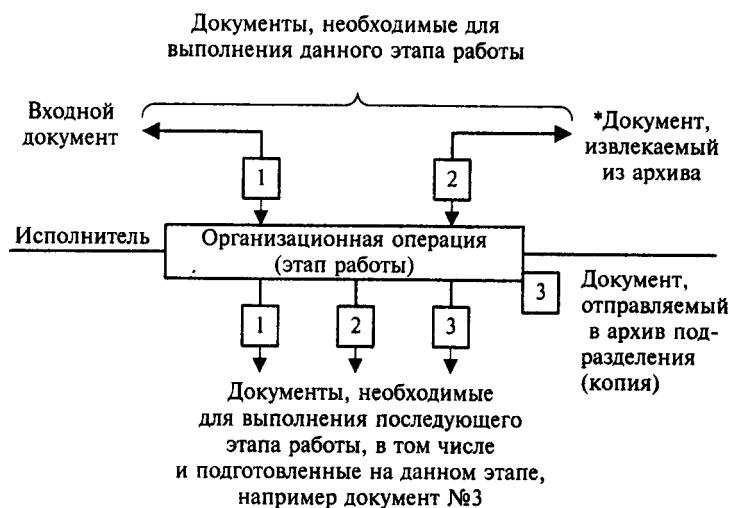 Документы, необходимые для
выполнения данного этапа работы
Входной
документ
*Документ,
извлекаемый
из архива
1
2
Исполнитель
Организационная операция
(этап работы)
3
Документ,
отправляемый
в архив под-
разделения
(копия)
1
2
3
Документы, необходимые
для выполнения последующего
этапа работы, в том числе
и подготовленные на данном этапе,
например документ №3